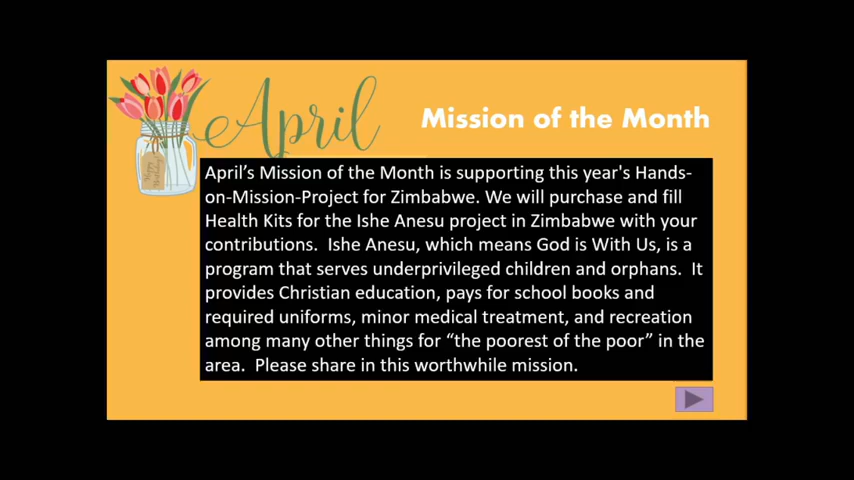 April
Mission of the Month
Happy
Birthday
April's Mission of the Month is supporting this year's Hands-
on-Mission-Project for Zimbabwe. We will purchase and fill
Health Kits for the Ishe Anesu project in Zimbabwe with your
contributions.  Ishe Anesu, which means God is With Us, is a
program that serves underprivileged children and orphans.  It
provides Christian education, pays for school books and
required uniforms, minor medical treatment, and recreation
among many other things for “the poorest of the poor” in the
area.  Please share in this worthwhile mission.